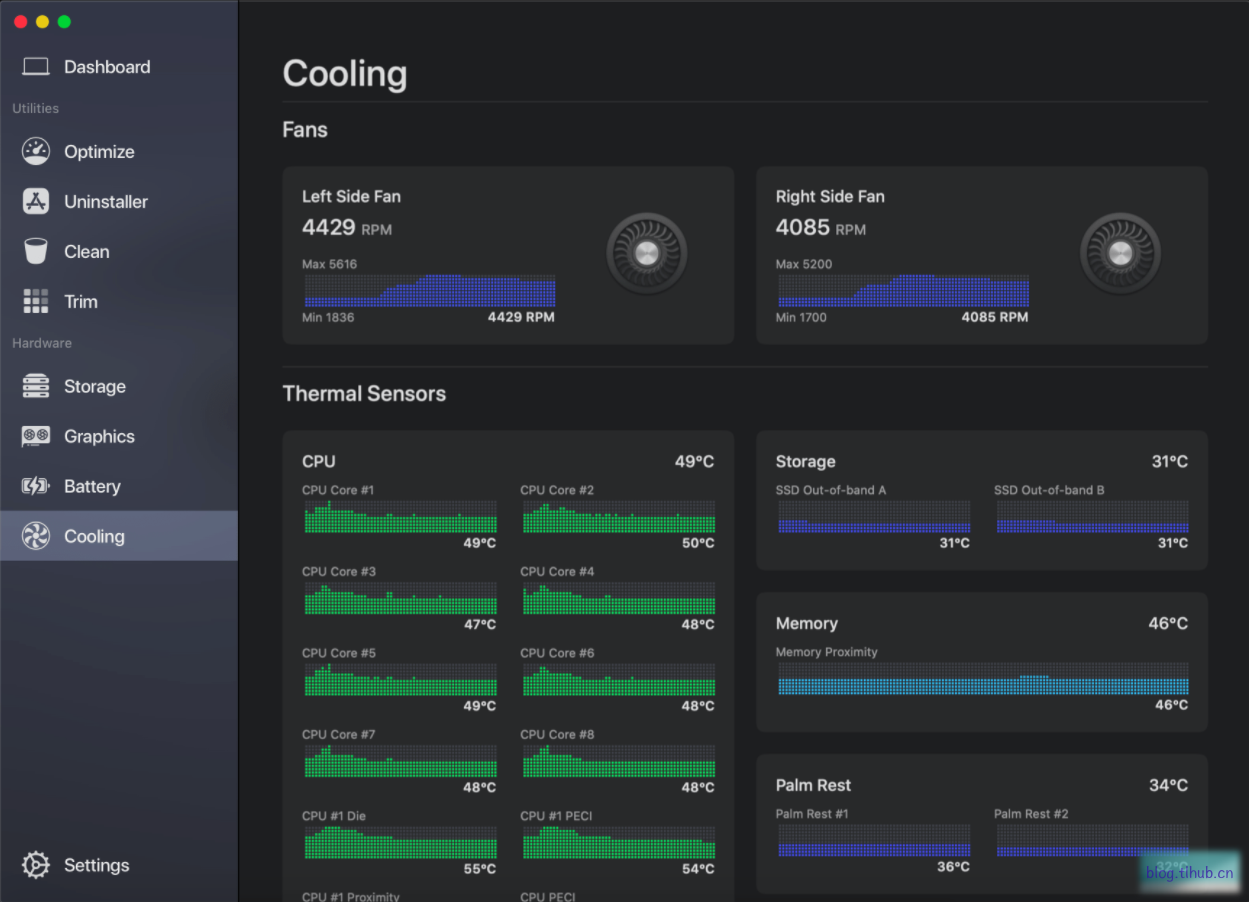 Dashboard
Utilities
Optimize
Uninstaller
Clean
Trim
Hardware
Storage
Graphics
Battery
Cooling
Settings
Cooling
Fans
Left Side Fan
4429 RPM
Max 5616
Min 1836 4429 RPM
Right Side Fan
4085 RPM
Max 5200
Min 1700 4085 RPM
Thermal Sensors
CPU 49°C
CPU Core #1 CPU Core #2
49°C 50°C
CPU Core #3 CPU Core #4
47°C 48°C
CPU Core #5 CPU Core #6
49°C 48°C
CPU Core #7 CPU Core #8
48°C 48°C
CPU #1 Die CPU #1 PECI
55°C 54°C
CPU #1 Proximity CPU PECI
Storage 31°C
SSD Out-of-band A SSD Out-of-band B
31°C 31°C
Memory 46°C
Memory Proximity
46°C
Palm Rest 34°C
Palm Rest #1 Palm Rest #2
36°C 32°C
blog.tlhub.cn